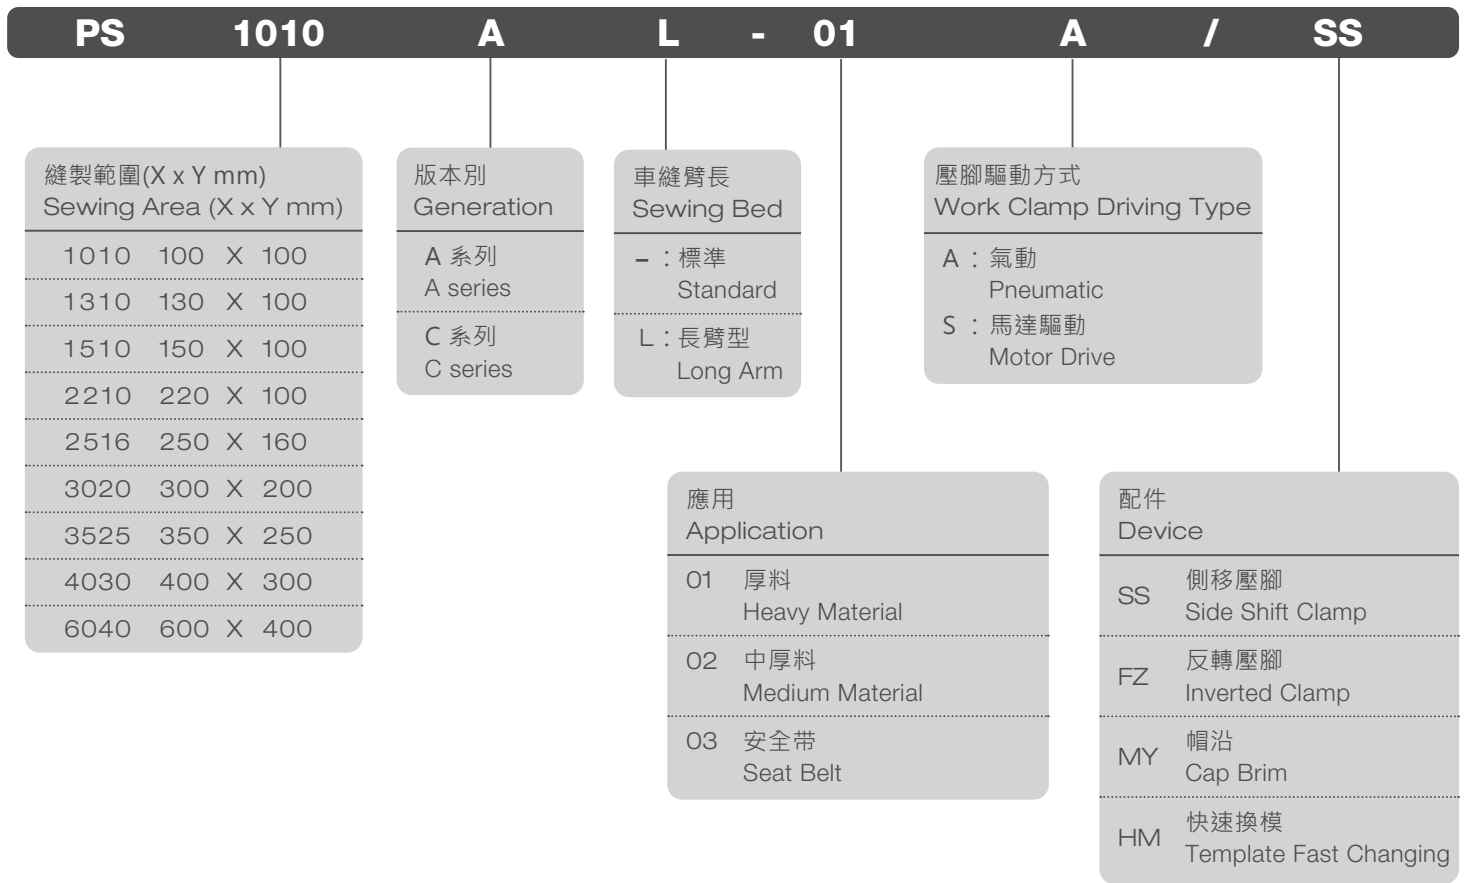 PS 1010 A L - 01 A / SS
縫製範圍(X x Y mm)
Sewing Area (X x Y mm)
1010 100 X 100
1310 130 X 100
1510 150 X 100
2210 220 X 100
2516 250 X 160
3020 300 X 200
3525 350 X 250
4030 400 X 300
6040 600 X 400
版本別
Generation
A 系列
A series
C 系列
C series
車縫臂長
Sewing Bed
–：標準
Standard
L：長臂型
Long Arm
壓腳驅動方式
Work Clamp Driving Type
A：氣動
Pneumatic
S：馬達驅動
Motor Drive
應用
Application
01 厚料
Heavy Material
02 中厚料
Medium Material
03 安全带
Seat Belt
配件
Device
SS 側移壓腳
Side Shift Clamp
FZ 反轉壓腳
Inverted Clamp
MY 帽沿
Cap Brim
HM 快速換模
Template Fast Changing